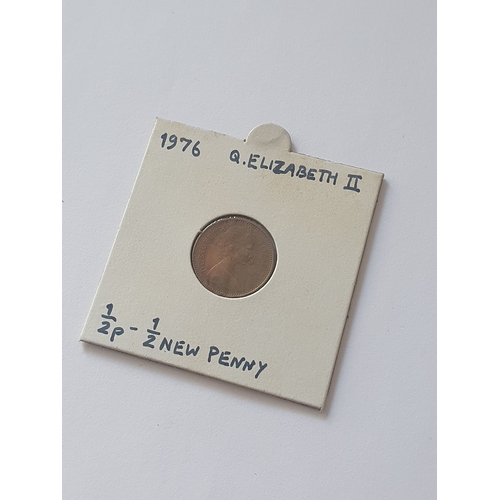 1976 Q.ELIZABETH II
1/2p - 1/2 NEW PENNY